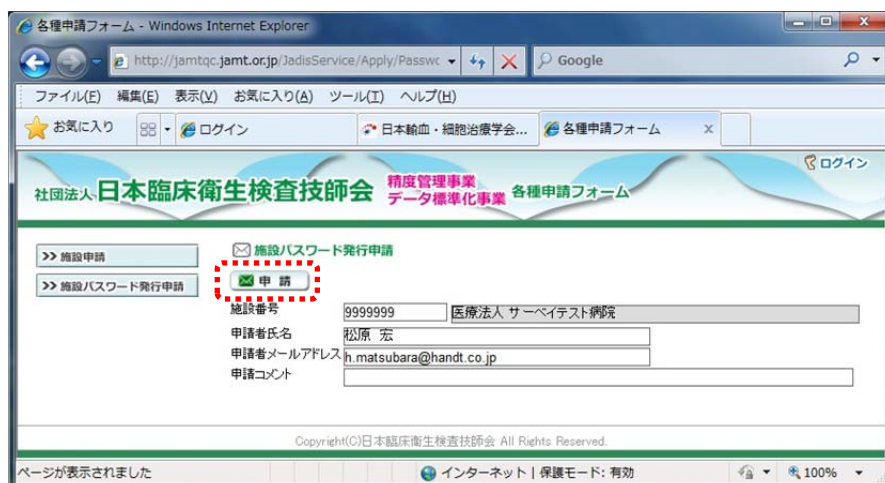 各種申請フォーム - Windows Internet Explorer
http://jamtqc.jamt.or.jp/JadisService/Apply/Passwc
Google
ファイル(F) 編集(E) 表示(V) お気に入り(A) ツール(T) ヘルプ(H)
お気に入り ログイン 日本輸血・細胞治療学会... 各種申請フォーム x
ログイン
社団法人 日本臨床衛生検査技師会 精度管理事業 各種申請フォーム
データ標準化事業
>> 施設申請
>> 施設パスワード発行申請
施設パスワード発行申請
申 請
施設番号 9999999 医療法人 サーベイテスト病院
申請者氏名 松原 宏
申請者メールアドレス h.matsubara@handt.co.jp
申請コメント
Copyright(C)日本臨床衛生検査技師会 All Rights Reserved.
ページが表示されました インターネット | 保護モード: 有効 100%